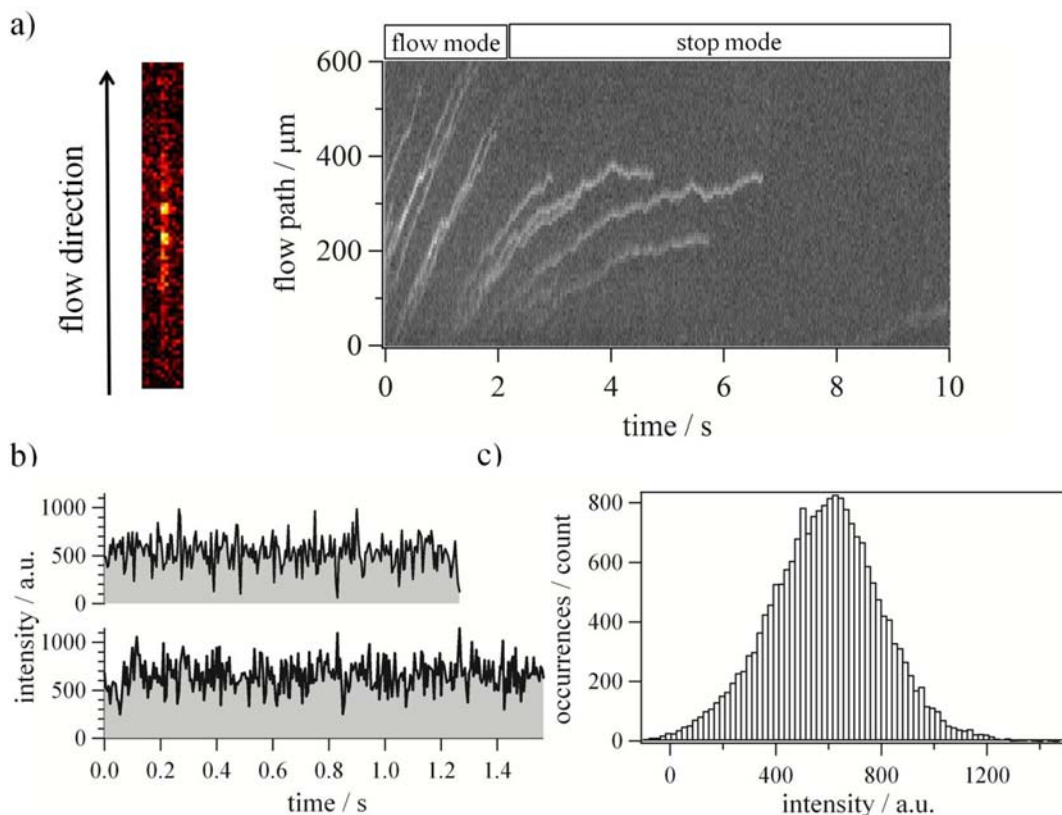 a)
flow direction
flow mode
stop mode
600
400
200
0
flow path / µm
0 2 4 6 8 10
time / s
b)
1000
500
0
1000
500
0
intensity / a.u.
0.0 0.2 0.4 0.6 0.8 1.0 1.2 1.4
time / s
c)
800
600
400
200
0
occurrences / count
0 400 800 1200
intensity / a.u.